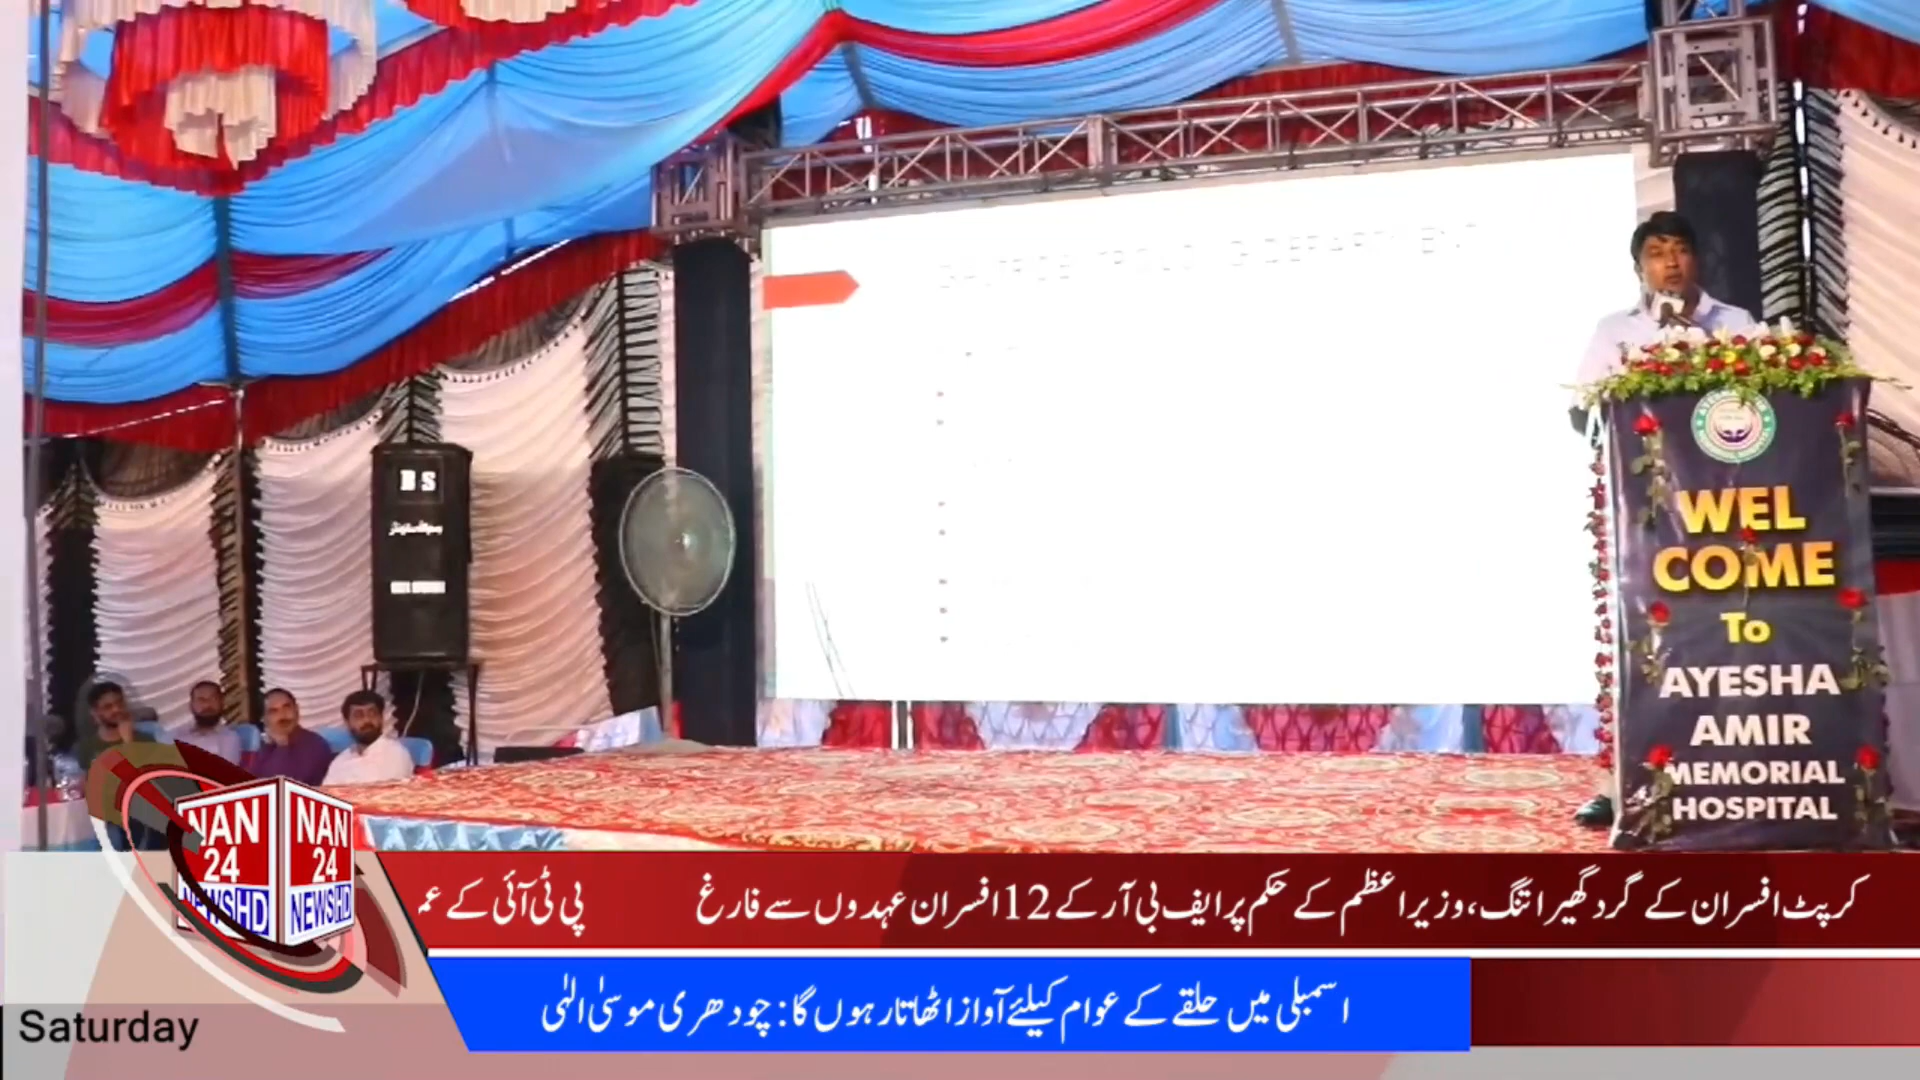 B S
WEL
COME
To
AYESHA
AMIR
MEMORIAL
HOSPITAL
NAN
24
NEWSHD
NAN
24
NEWSHD
کرپٹ افسران کے گرد گھیرا تنگ، وزیراعظم کے حکم پر ایف بی آر کے 12 افسران عہدوں سے فارغ
پی ٹی آئی کے عہ
اسمبلی میں حلقے کے عوام کیلئے آواز اٹھاتا رہوں گا: چودھری موسیٰ الٰہی
Saturday